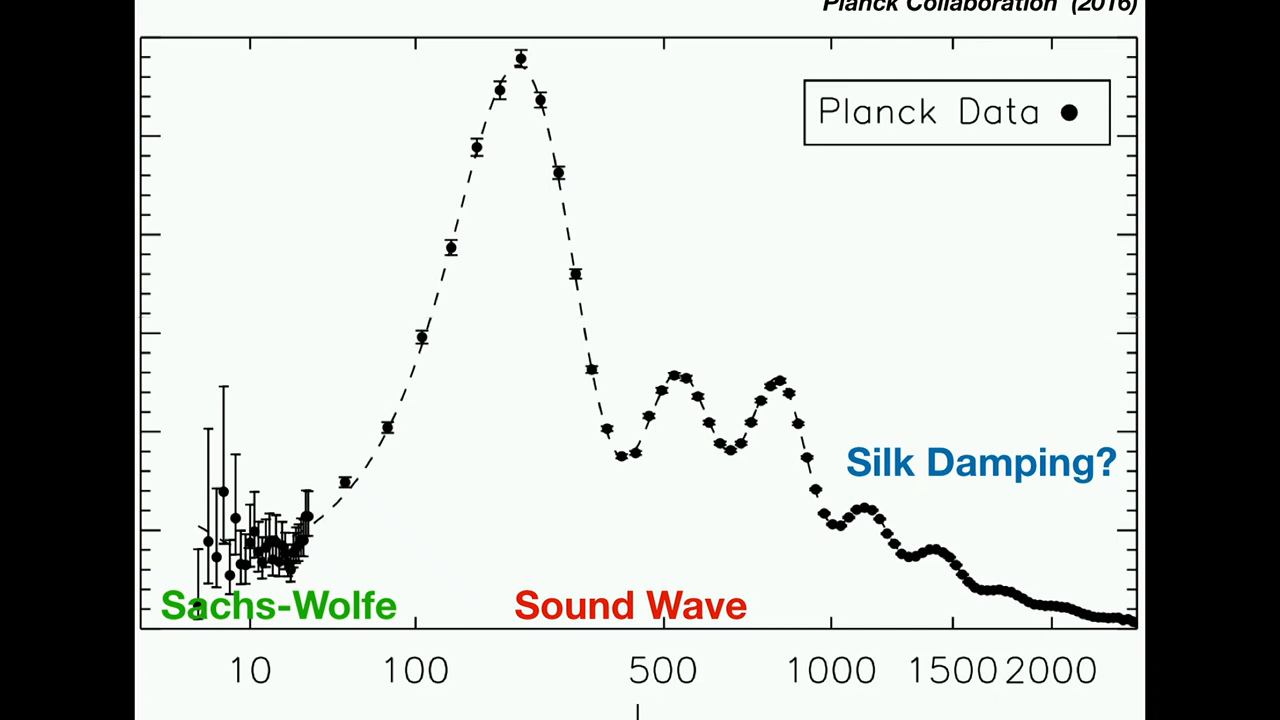 Planck Collaboration (2016)
Planck Data
Silk Damping?
Sachs-Wolfe
Sound Wave
10 100 500 1000 1500 2000